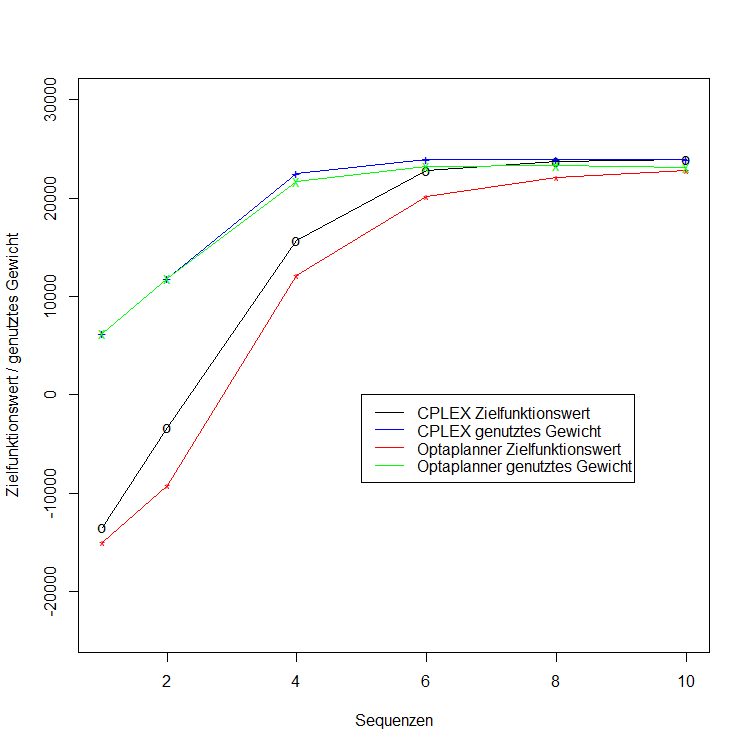 30000
20000
10000
0
-10000
-20000
Zielfunktionswert / genutztes Gewicht
CPLEX Zielfunktionswert
CPLEX genutztes Gewicht
Optaplanner Zielfunktionswert
Optaplanner genutztes Gewicht
2 4 6 8 10
Sequenzen